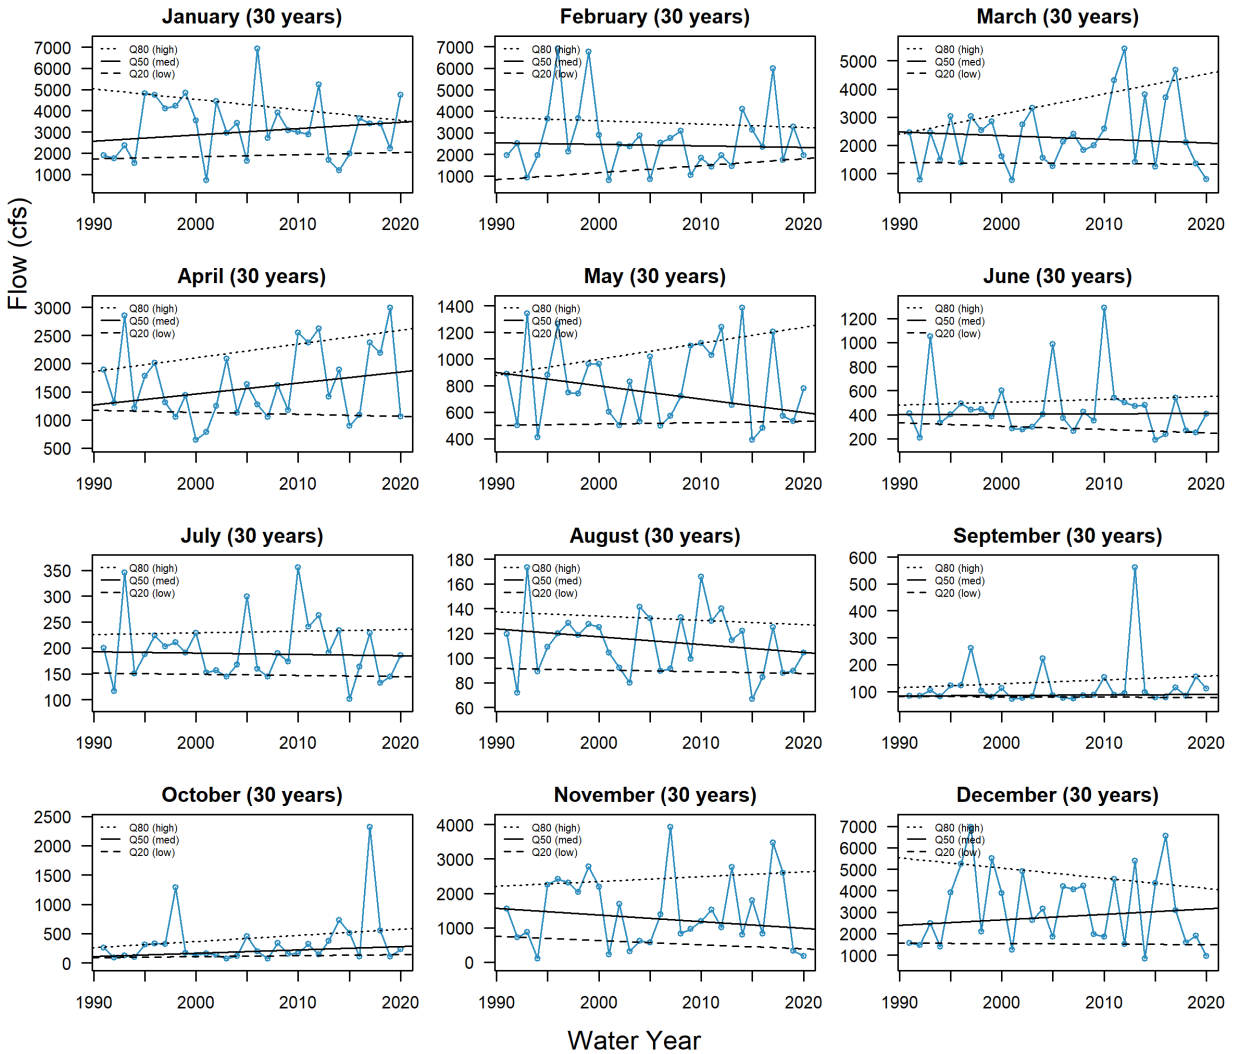 January (30 years)
7000
6000
5000
4000
3000
2000
1000
Q80 (high)
Q50 (med)
Q20 (low)
1990
2000
2010
2020
February (30 years)
7000
6000
5000
4000
3000
2000
1000
Q80 (high)
Q50 (med)
Q20 (low)
1990
2000
2010
2020
March (30 years)
5000
4000
3000
2000
1000
Q80 (high)
Q50 (med)
Q20 (low)
1990
2000
2010
2020
Flow (cfs)
April (30 years)
3000
2500
2000
1500
1000
500
Q80 (high)
Q50 (med)
Q20 (low)
1990
2000
2010
2020
May (30 years)
1400
1200
1000
800
600
400
Q80 (high)
Q50 (med)
Q20 (low)
1990
2000
2010
2020
June (30 years)
1200
1000
800
600
400
200
Q80 (high)
Q50 (med)
Q20 (low)
1990
2000
2010
2020
July (30 years)
350
300
250
200
150
100
Q80 (high)
Q50 (med)
Q20 (low)
1990
2000
2010
2020
August (30 years)
180
160
140
120
100
80
60
Q80 (high)
Q50 (med)
Q20 (low)
1990
2000
2010
2020
September (30 years)
600
500
400
300
200
100
Q80 (high)
Q50 (med)
Q20 (low)
1990
2000
2010
2020
October (30 years)
2500
2000
1500
1000
500
0
Q80 (high)
Q50 (med)
Q20 (low)
1990
2000
2010
2020
November (30 years)
4000
3000
2000
1000
0
Q80 (high)
Q50 (med)
Q20 (low)
1990
2000
2010
2020
December (30 years)
7000
6000
5000
4000
3000
2000
1000
Q80 (high)
Q50 (med)
Q20 (low)
1990
2000
2010
2020
Water Year